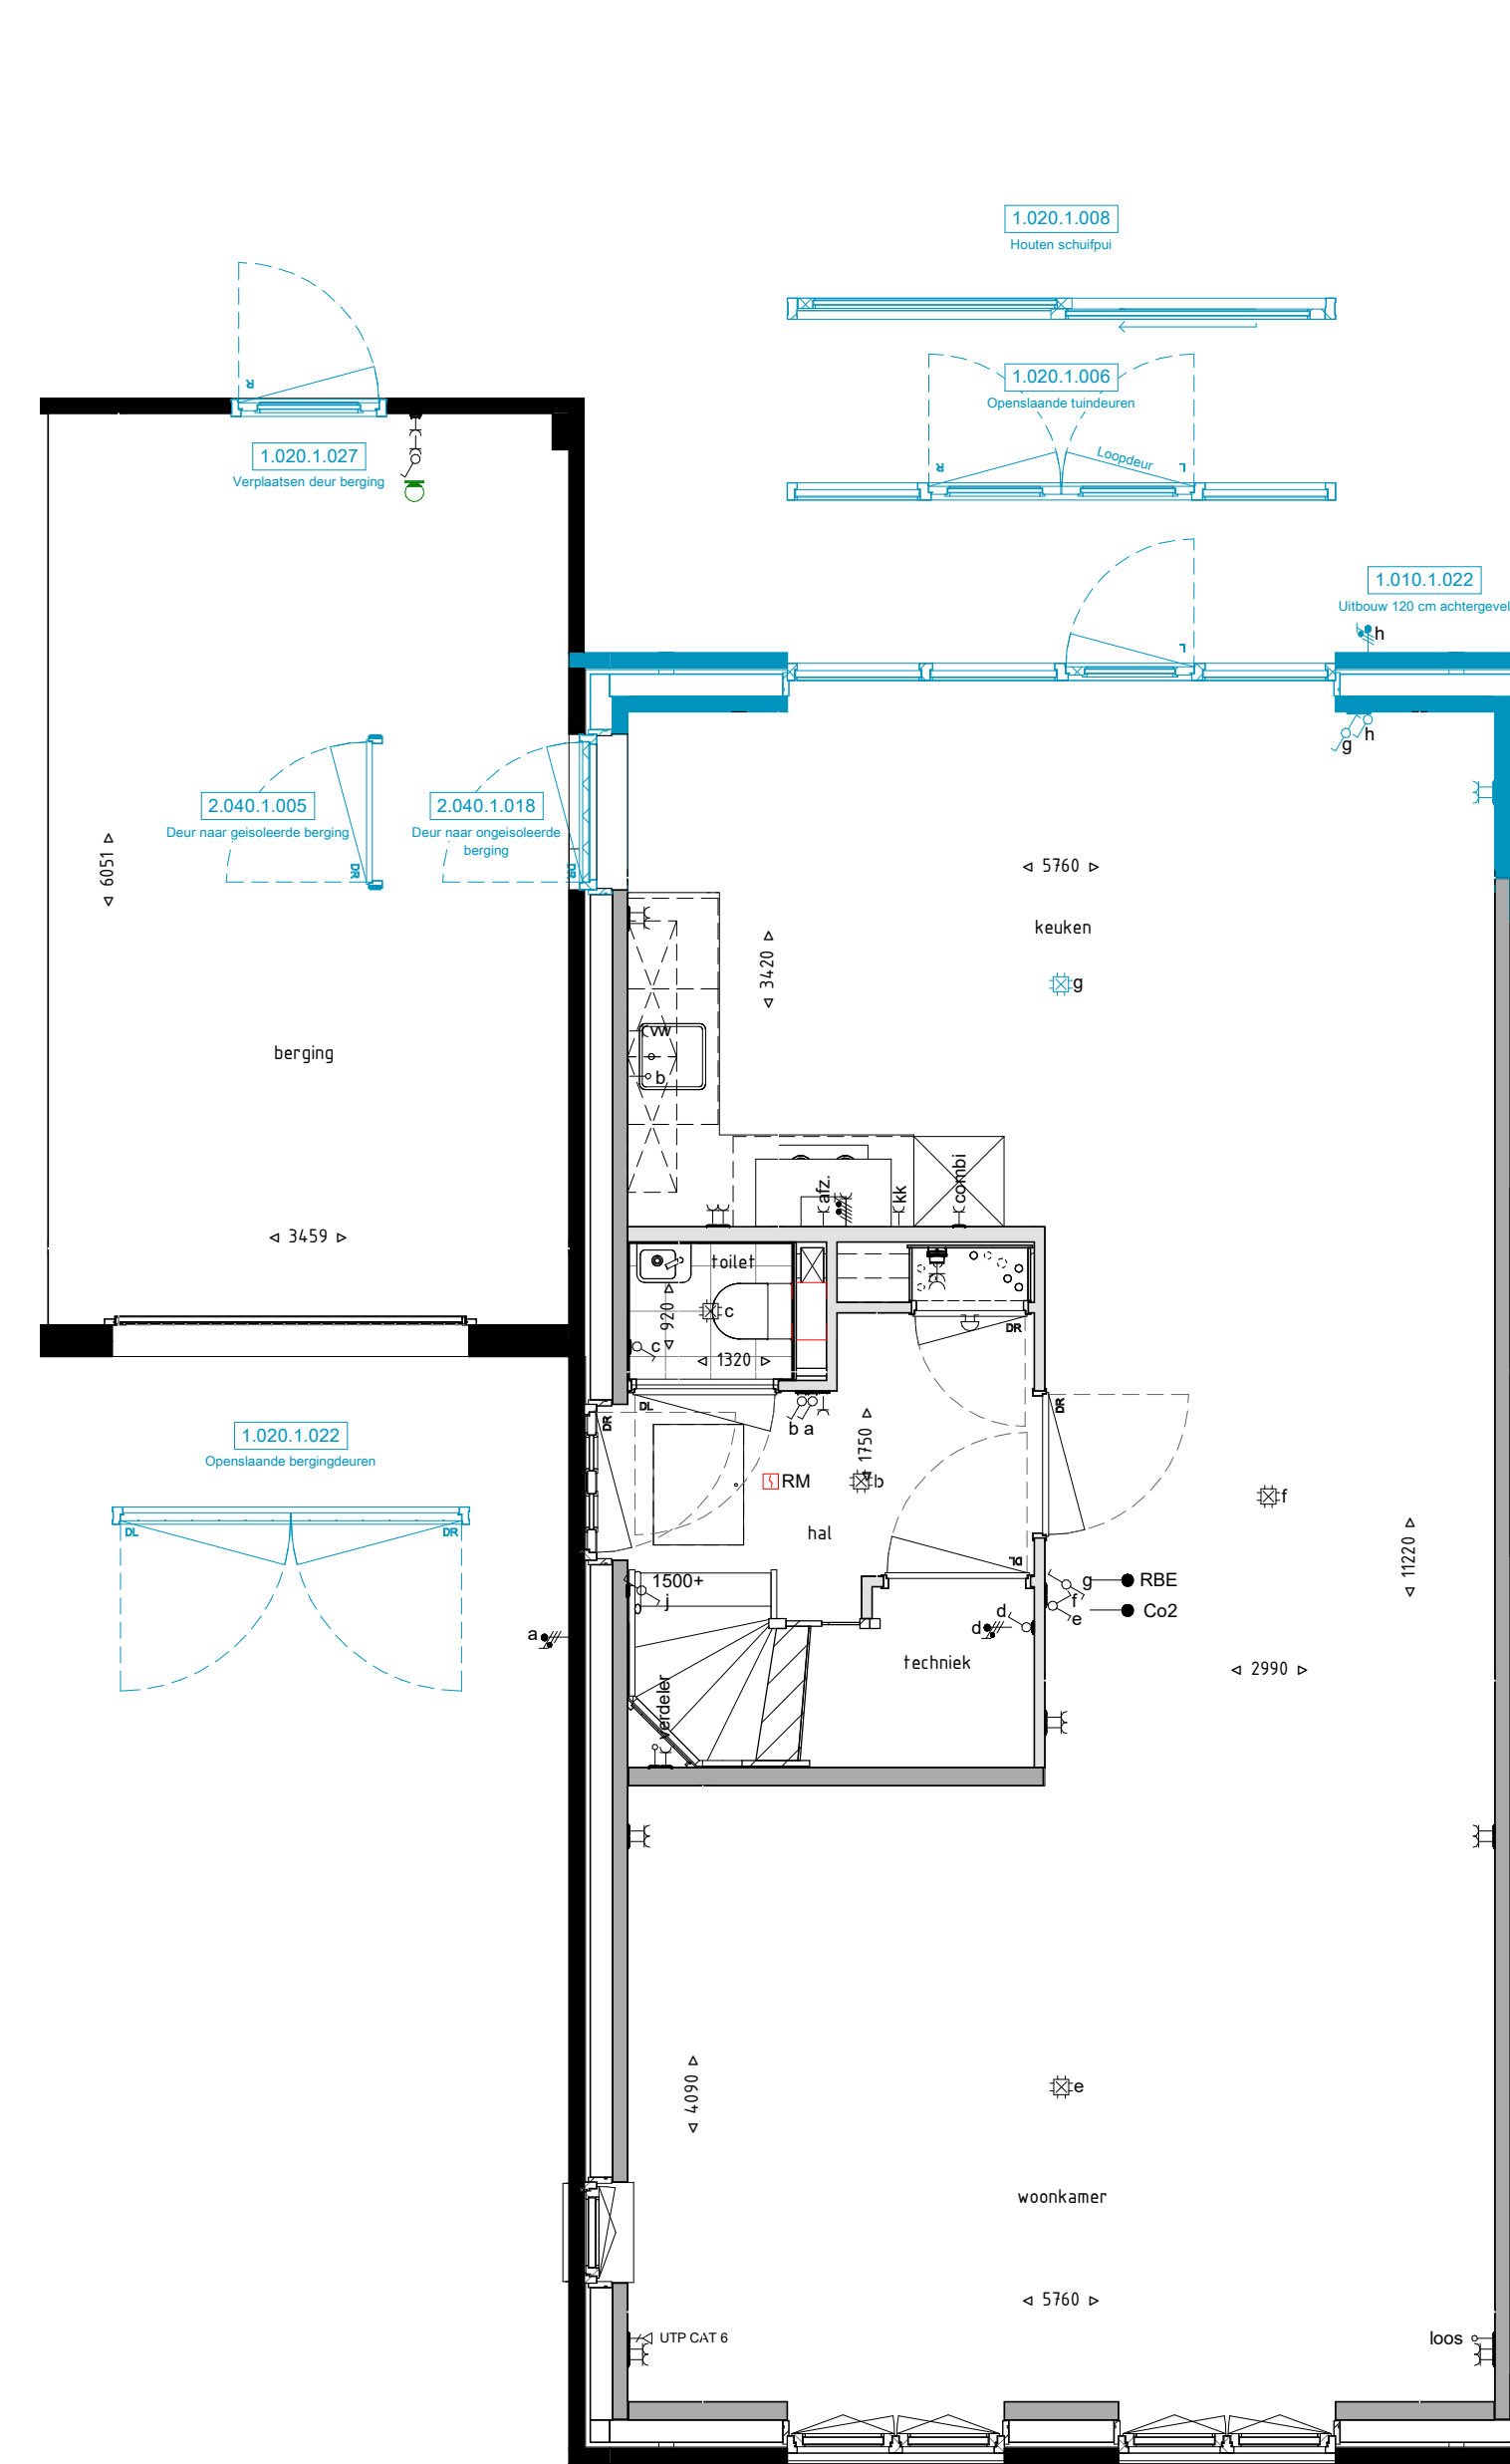 1.020.1.008
Houten schuifpui
1.020.1.006
Openslaande tuindeuren
R
Loopdeur
L
R
1.020.1.027
Verplaatsen deur berging
1.010.1.022
Uitbouw 120 cm achtergevel
h
L
g
h
2.040.1.005
Deur naar geisoleerde berging
DR
2.040.1.018
Deur naar ongeisoleerde
berging
DR
6051
5760
keuken
3420
g
berging
vw
b
afz.
kk
combi
3459
toilet
920
c
c
1320
DR
DL
DR
DR
b a
1750
1.020.1.022
Openslaande bergingdeuren
DL
DR
RM
b
f
hal
11220
DL
1500+
j
g
RBE
f
e
Co2
a
d
d
techniek
2990
verdeler
4090
e
woonkamer
5760
UTP CAT 6
loos